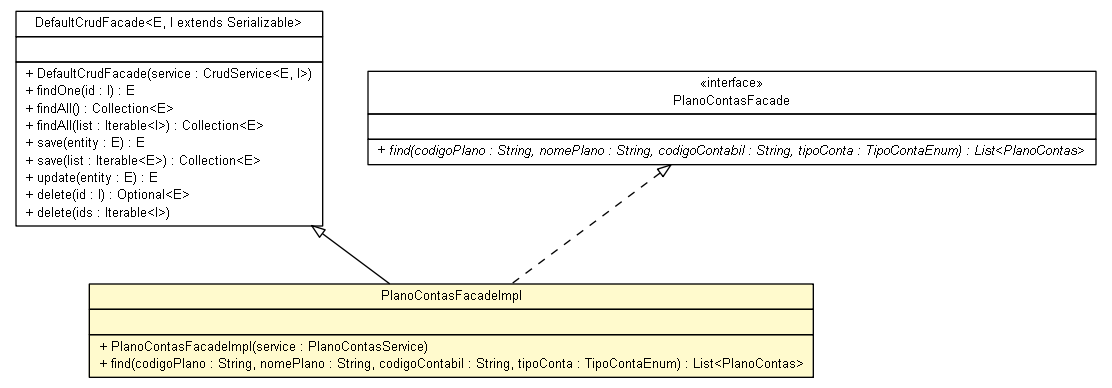 DefaultCrudFacade<E, I extends Serializable>
+ DefaultCrudFacade(service : CrudService<E, I>)
+ findOne(id : I) : E
+ findAll() : Collection<E>
+ findAll(list : Iterable<I>) : Collection<E>
+ save(entity : E) : E
+ save(list : Iterable<E>) : Collection<E>
+ update(entity : E) : E
+ delete(id : I) : Optional<E>
+ delete(ids : Iterable<I>)
«interface»
PlanoContasFacade
+ find(codigoPlano : String, nomePlano : String, codigoContabil : String, tipoConta : TipoContaEnum) : List<PlanoContas>
PlanoContasFacadeImpl
+ PlanoContasFacadeImpl(service : PlanoContasService)
+ find(codigoPlano : String, nomePlano : String, codigoContabil : String, tipoConta : TipoContaEnum) : List<PlanoContas>